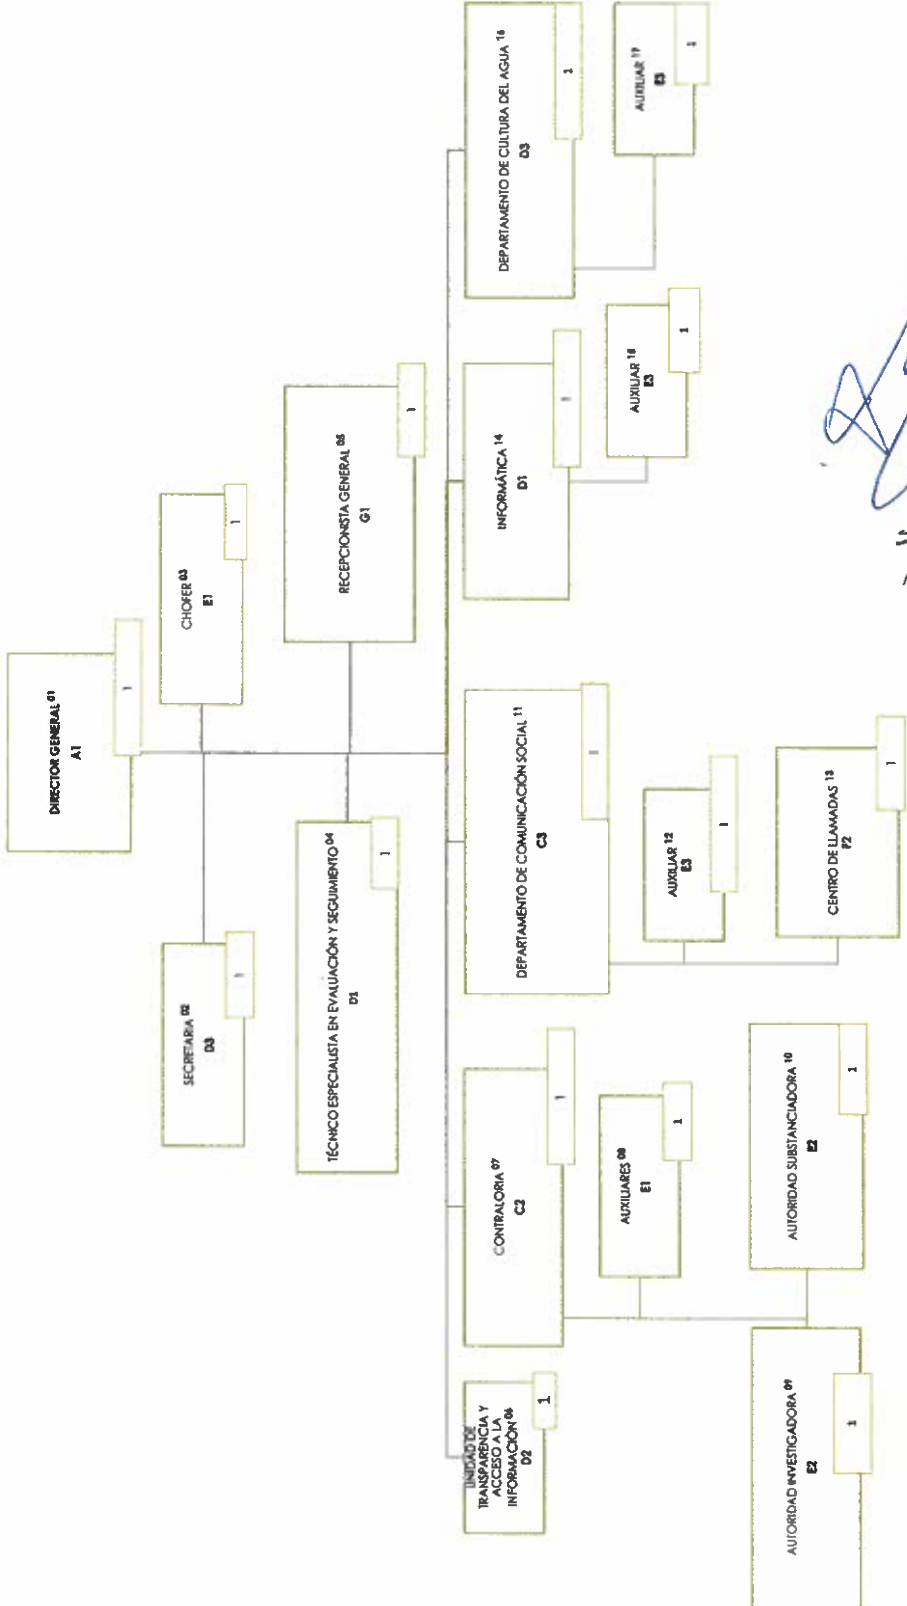 DIRECTOR GENERAL 01
A1
1
SECRETARIA 02
D3
1
CHOFER 03
E1
1
TÉCNICO ESPECIALISTA EN EVALUACIÓN Y SEGUIMIENTO 04
D1
1
RECEPCIONISTA GENERAL 05
G1
1
UNIDAD DE
TRANSPARENCIA Y
ACCESO A LA
INFORMACIÓN 06
D2
1
CONTRALORIA 07
C2
1
AUXILIARES 08
E1
1
AUTORIDAD INVESTIGADORA 09
E2
1
AUTORIDAD SUBSTANCIADORA 10
E2
1
DEPARTAMENTO DE COMUNICACIÓN SOCIAL 11
C3
1
AUXILIAR 12
E3
1
CENTRO DE LLAMADAS 13
F2
1
INFORMÁTICA 14
D1
1
AUXILIAR 15
E3
1
DEPARTAMENTO DE CULTURA DEL AGUA 16
D3
1
AUXILIAR 17
E3
1